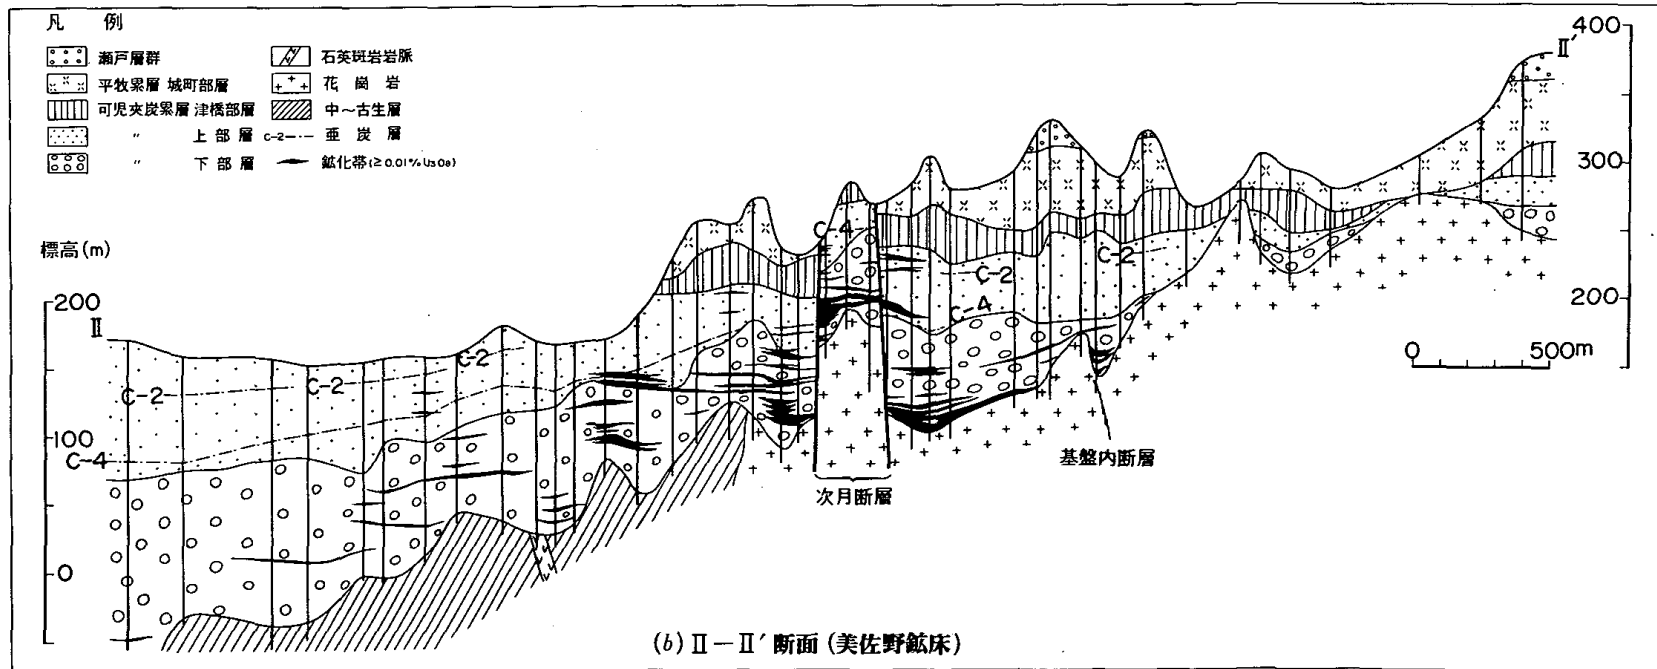 凡 例
瀬戸層群
平牧累層 城町部層
可児夾炭累層 津橋部層
〃 上部層
〃 下部層
石英斑岩岩脈
花崗岩
中～古生層
C-2 亜炭層
鉱化帯(≥0.01%U3O8)
標高(m)
200
II
100
0
C-4
C-2
C-2
C-2
C-4
C-2
C-4
C-2
400
II′
300
200
0 500m
基盤内断層
次月断層
(b) II－II′ 断面 (美佐野鉱床)